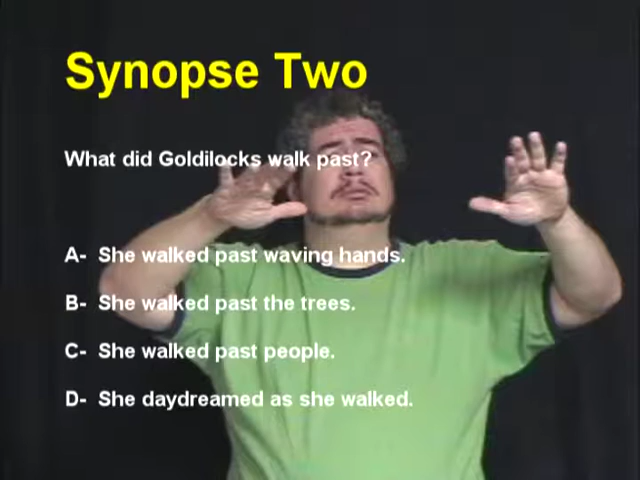 Synopse Two
What did Goldilocks walk past?
A- She walked past waving hands.
B- She walked past the trees.
C- She walked past people.
D- She daydreamed as she walked.